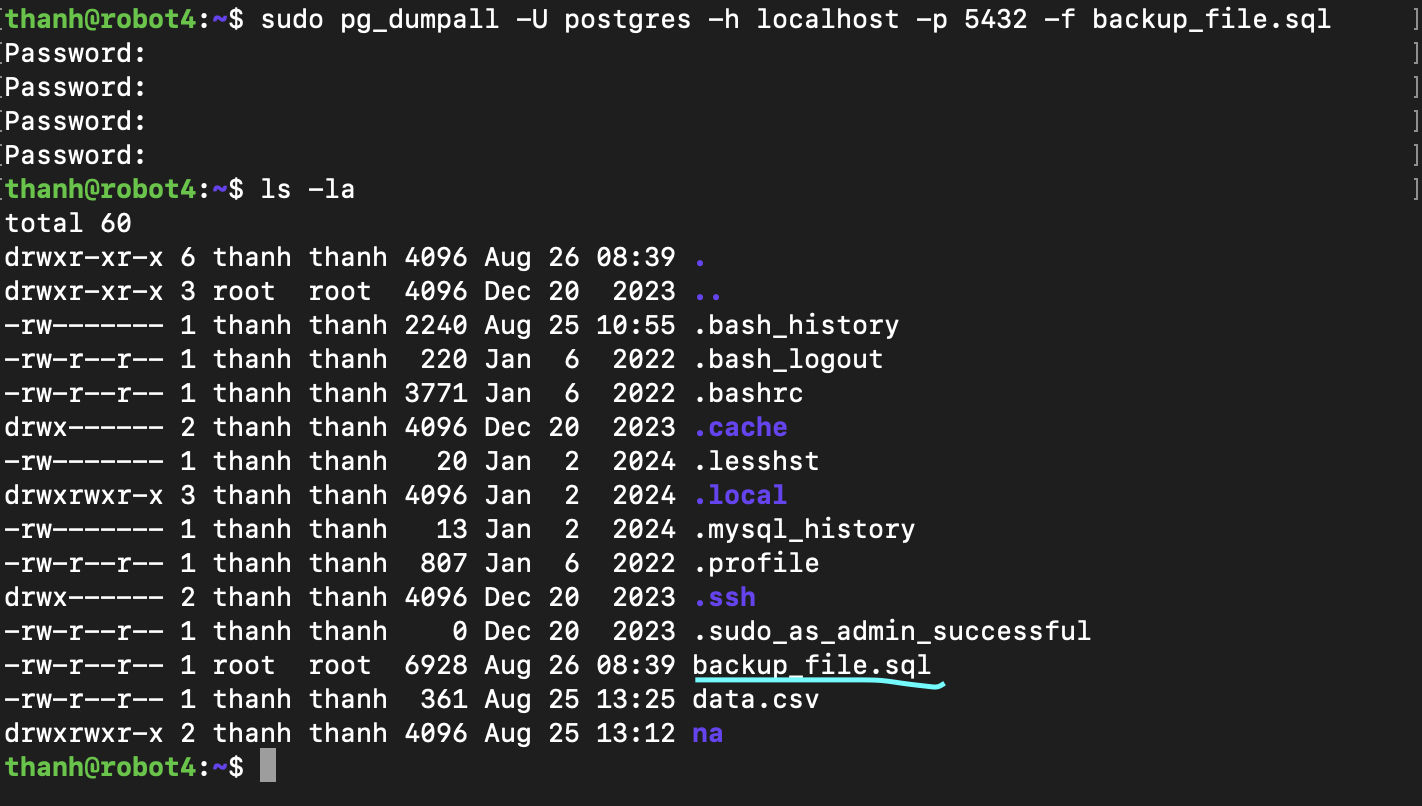 thanh@robot4:~$ sudo pg_dumpall -U postgres -h localhost -p 5432 -f backup_file.sql
Password:
Password:
Password:
Password:
thanh@robot4:~$ ls -la
total 60
drwxr-xr-x 6 thanh thanh 4096 Aug 26 08:39 .
drwxr-xr-x 3 root  root  4096 Dec 20  2023 ..
-rw------- 1 thanh thanh 2240 Aug 25 10:55 .bash_history
-rw-r--r-- 1 thanh thanh  220 Jan  6  2022 .bash_logout
-rw-r--r-- 1 thanh thanh 3771 Jan  6  2022 .bashrc
drwx------ 2 thanh thanh 4096 Dec 20  2023 .cache
-rw------- 1 thanh thanh   20 Jan  2  2024 .lesshst
drwxrwxr-x 3 thanh thanh 4096 Jan  2  2024 .local
-rw------- 1 thanh thanh   13 Jan  2  2024 .mysql_history
-rw-r--r-- 1 thanh thanh  807 Jan  6  2022 .profile
drwx------ 2 thanh thanh 4096 Dec 20  2023 .ssh
-rw-r--r-- 1 thanh thanh    0 Dec 20  2023 .sudo_as_admin_successful
-rw-r--r-- 1 root  root  6928 Aug 26 08:39 backup_file.sql
-rw-r--r-- 1 thanh thanh  361 Aug 25 13:25 data.csv
drwxrwxr-x 2 thanh thanh 4096 Aug 25 13:12 na
thanh@robot4:~$